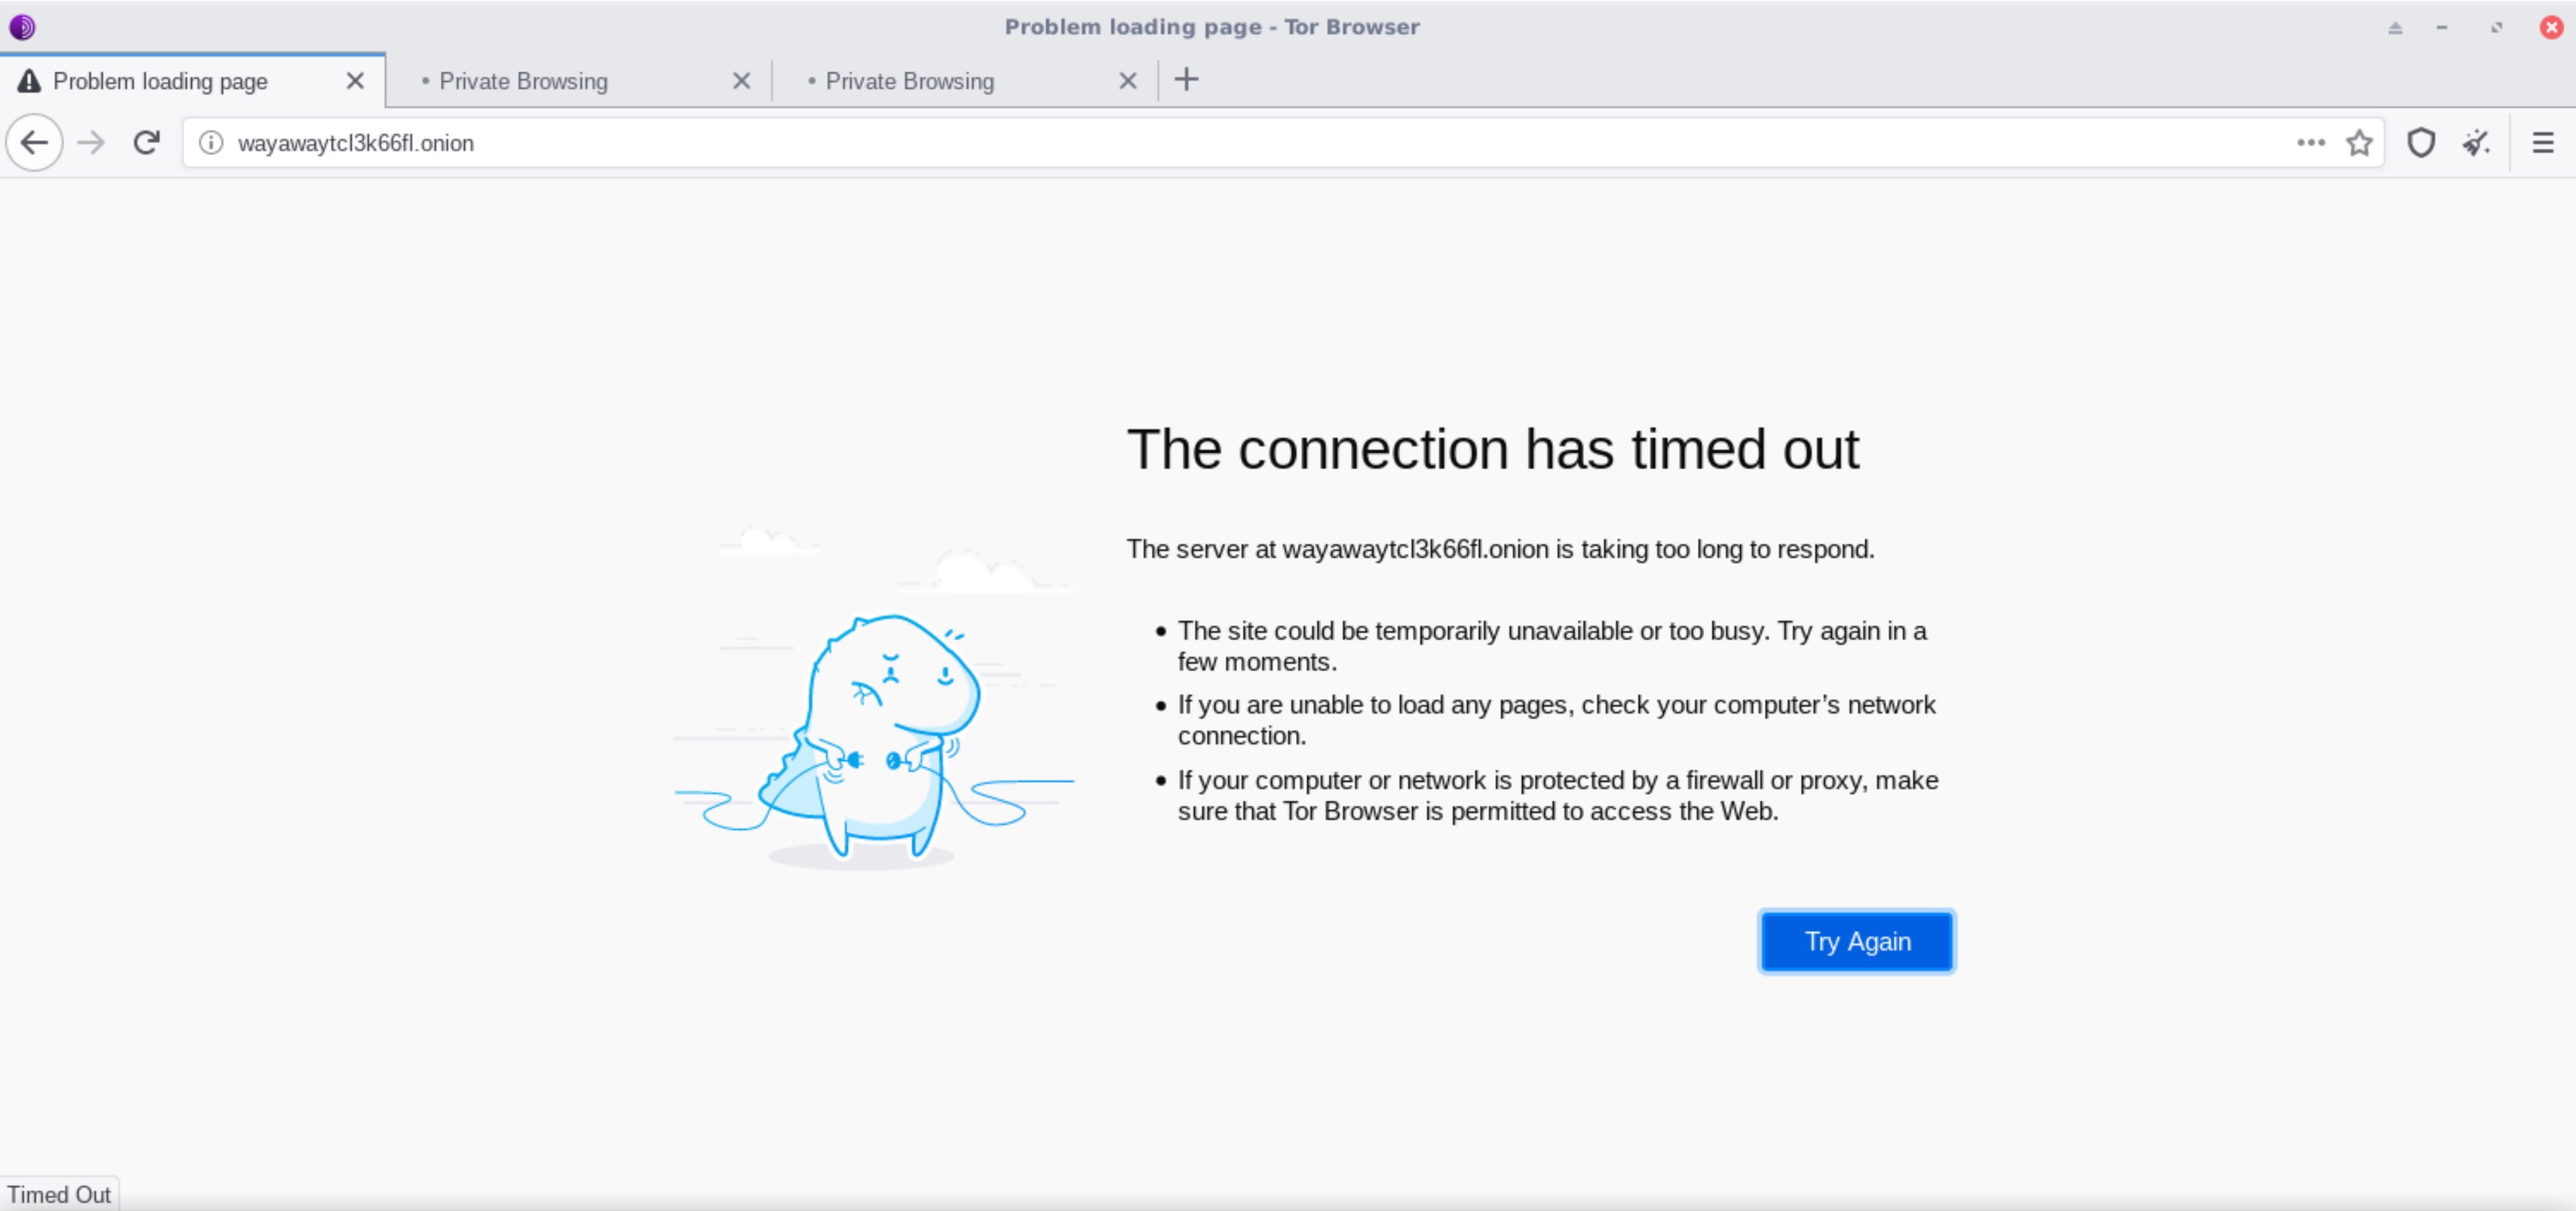 Problem loading page - Tor Browser
Problem loading page
Private Browsing
Private Browsing
wayawaytcl3k66fl.onion
The connection has timed out
The server at wayawaytcl3k66fl.onion is taking too long to respond.
The site could be temporarily unavailable or too busy. Try again in a
few moments.
If you are unable to load any pages, check your computer’s network
connection.
If your computer or network is protected by a firewall or proxy, make
sure that Tor Browser is permitted to access the Web.
Try Again
Timed Out